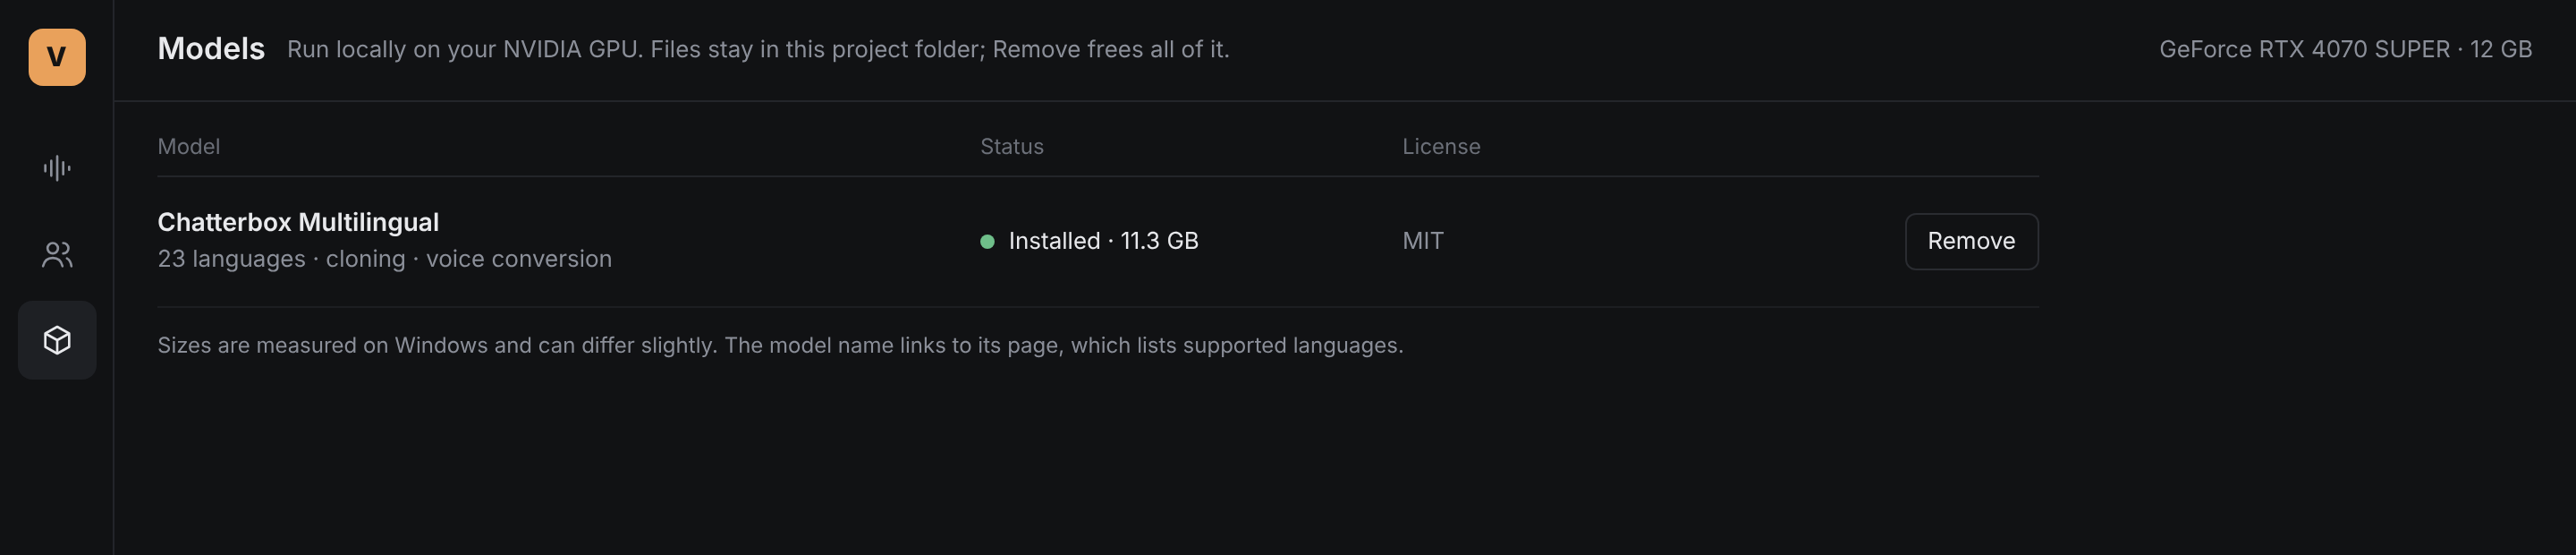 V
Models
Run locally on your NVIDIA GPU. Files stay in this project folder; Remove frees all of it.
GeForce RTX 4070 SUPER · 12 GB
Model
Status
License
Chatterbox Multilingual
23 languages · cloning · voice conversion
Installed · 11.3 GB
MIT
Remove
Sizes are measured on Windows and can differ slightly. The model name links to its page, which lists supported languages.